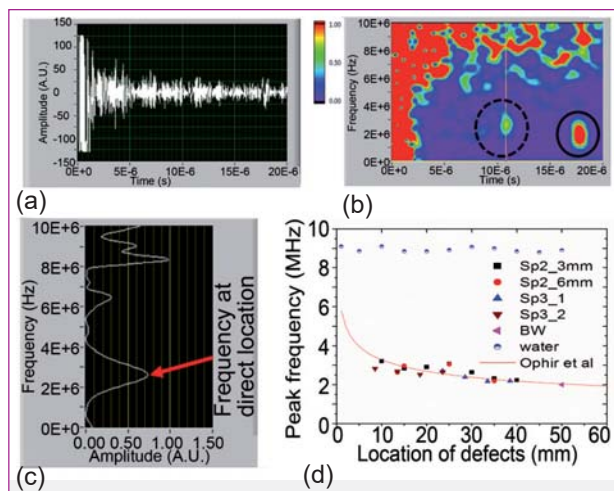 (a)
Amplitude (A.U.)
150
100
50
0
-50
-100
-150
0E+0
5E-6
10E-6
15E-6
20E-6
Time (s)
1.00
0.50
0.00
(b)
Frequency (Hz)
10E+6
8E+6
6E+6
4E+6
2E+6
0E+0
0E+0
5E-6
10E-6
15E-6
20E-6
Time (s)
(c)
Frequency (Hz)
10E+6
8E+6
6E+6
4E+6
2E+6
0E+0
0.00
0.50
1.00
1.50
Amplitude (A.U.)
Frequency at
direct location
(d)
Peak frequency (MHz)
10
8
6
4
2
0
0
10
20
30
40
50
60
Location of defects (mm)
Sp2_3mm
Sp2_6mm
Sp3_1
Sp3_2
BW
water
Ophir et al